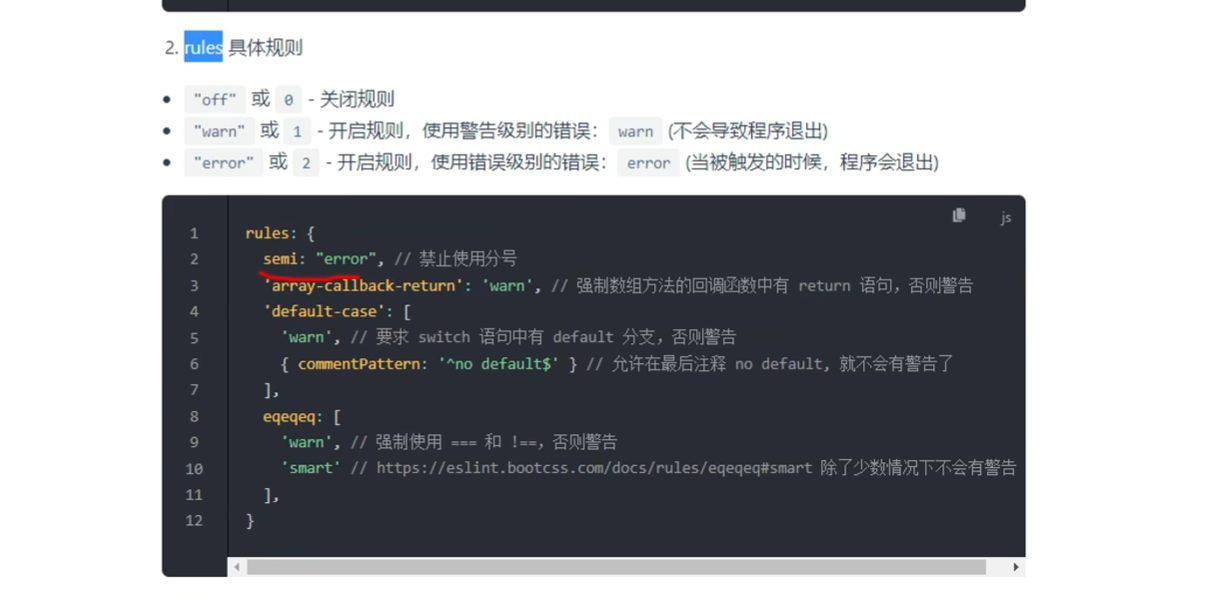 2. rules 具体规则
"off" 或 0 - 关闭规则
"warn" 或 1 - 开启规则，使用警告级别的错误：warn (不会导致程序退出)
"error" 或 2 - 开启规则，使用错误级别的错误：error (当被触发的时候，程序会退出)
js
1 rules: {
2 semi: "error", // 禁止使用分号
3 'array-callback-return': 'warn', // 强制数组方法的回调函数中有 return 语句，否则警告
4 'default-case': [
5 'warn', // 要求 switch 语句中有 default 分支，否则警告
6 { commentPattern: '^no default$' } // 允许在最后注释 no default, 就不会有警告了
7 ],
8 eqeqeq: [
9 'warn', // 强制使用 === 和 !==，否则警告
10 'smart' // https://eslint.bootcss.com/docs/rules/eqeqeq#smart 除了少数情况下不会有警告
11 ],
12 }